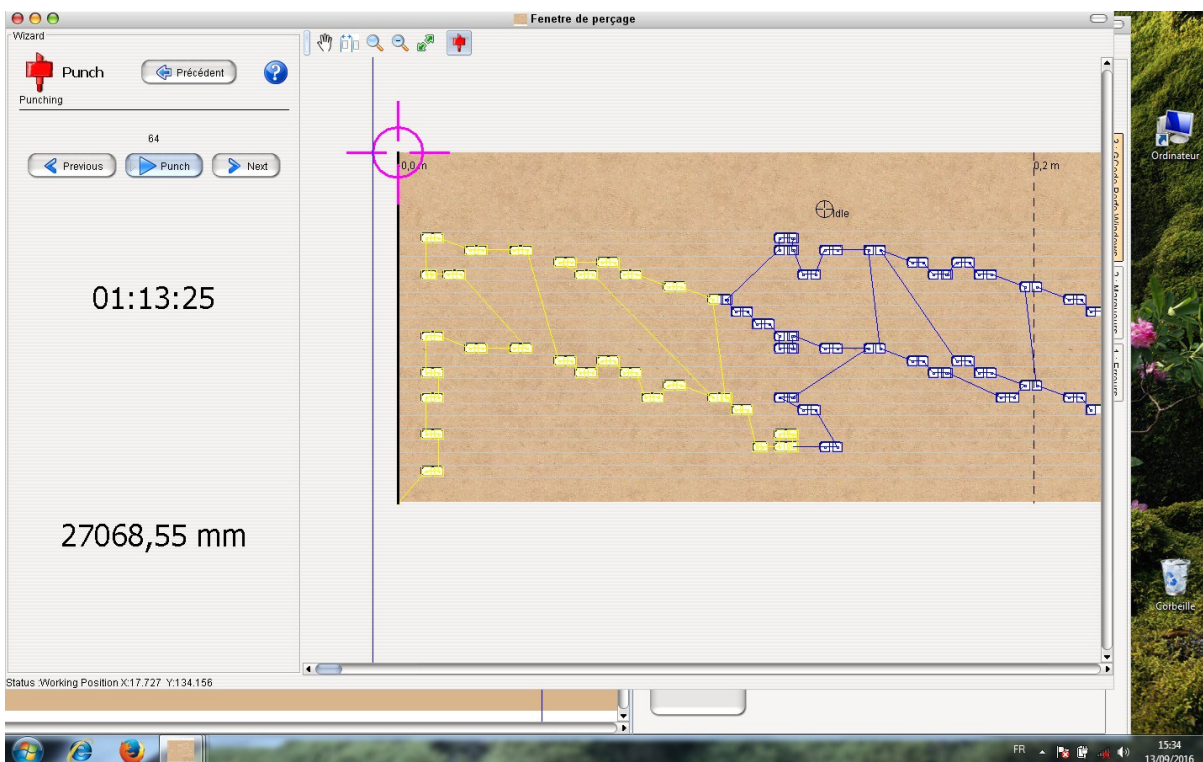 Fenetre de perçage
Wizard
Punch
Précédent
?
Punching
64
Previous
Punch
Next
01:13:25
27068,55 mm
Status :Working Position X:17.727 Y:134.156
0,0 m
0,2 m
Idle
Ordinateur
Corbeille
FR
15:34
13/09/2016